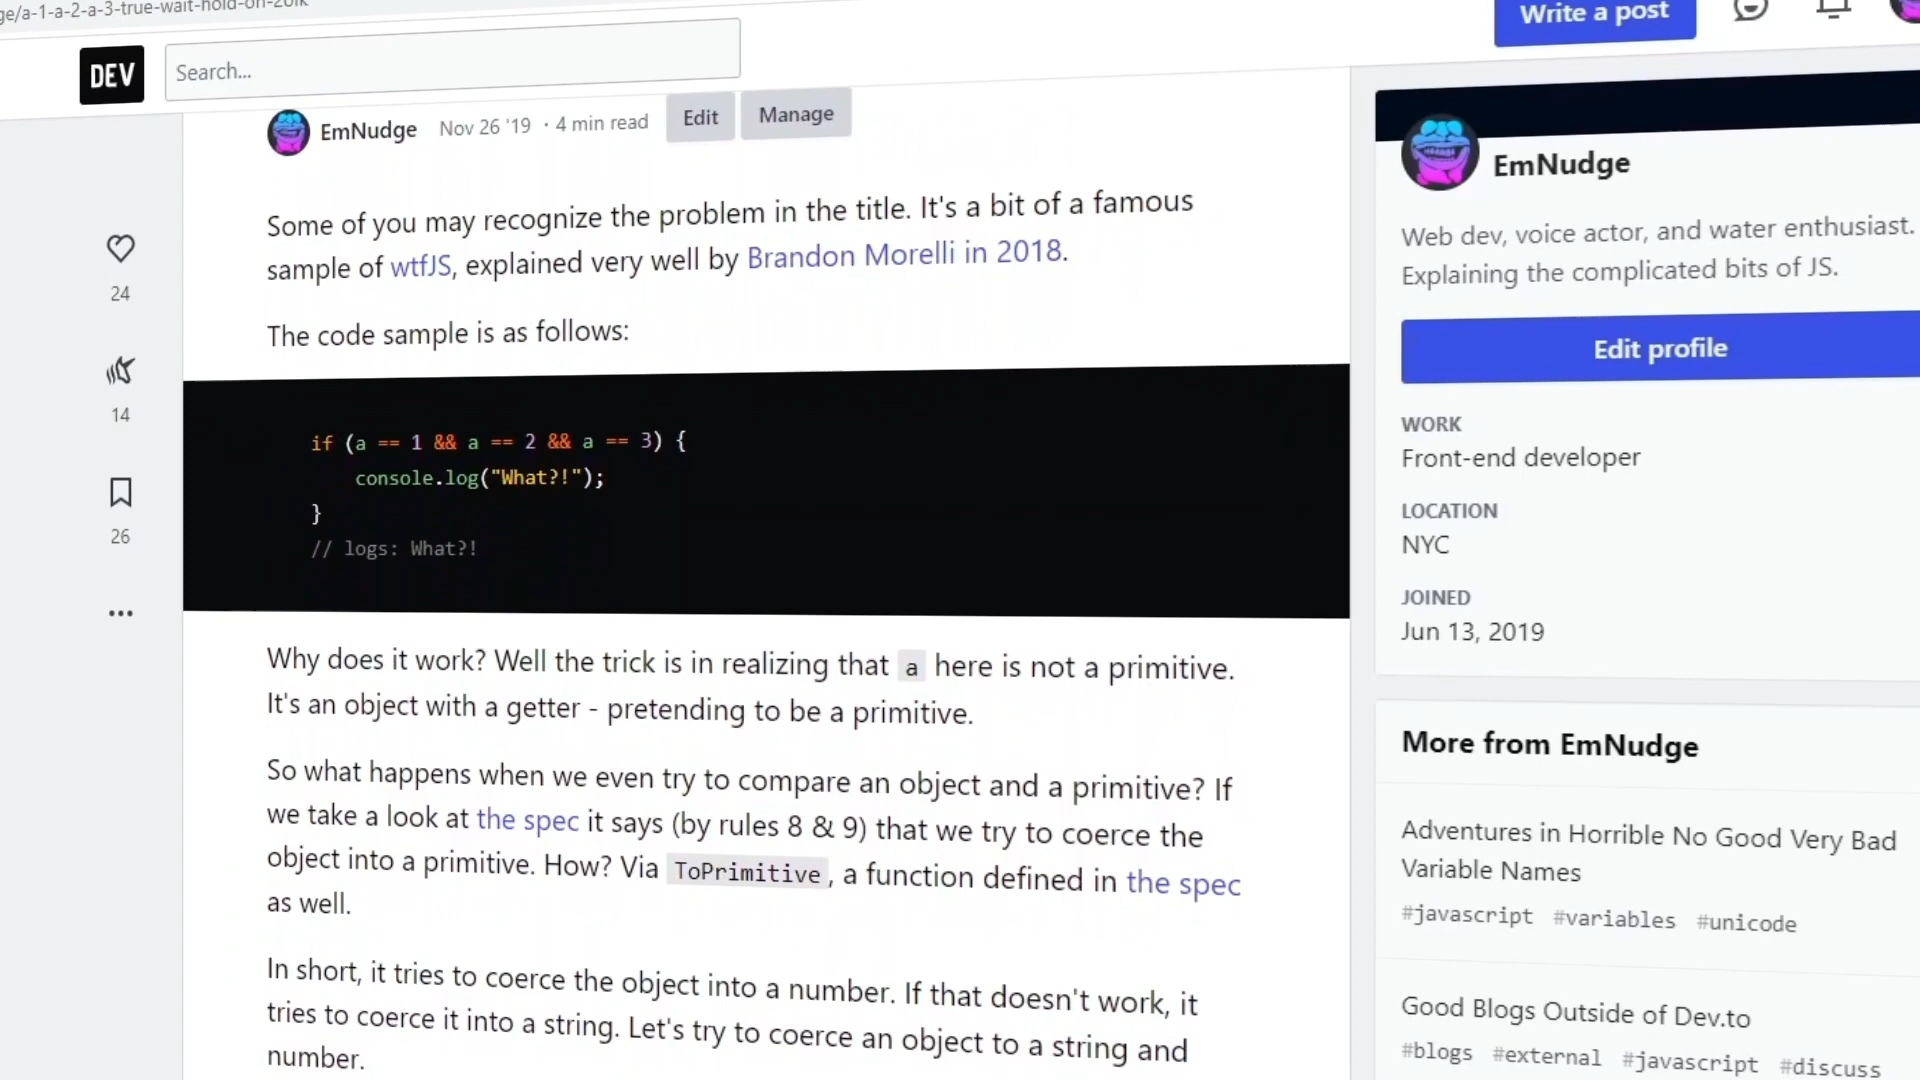 ge/a-1-a-2-a-3-true-wait-hold-on-20lk
DEV
Search...
Write a post
EmNudge Nov 26 '19 · 4 min read Edit Manage
Some of you may recognize the problem in the title. It's a bit of a famous
sample of wtfJS, explained very well by Brandon Morelli in 2018.
The code sample is as follows:
if (a == 1 && a == 2 && a == 3) {
console.log("What?!");
}
// logs: What?!
Why does it work? Well the trick is in realizing that a here is not a primitive.
It's an object with a getter - pretending to be a primitive.
So what happens when we even try to compare an object and a primitive? If
we take a look at the spec it says (by rules 8 & 9) that we try to coerce the
object into a primitive. How? Via ToPrimitive, a function defined in the spec
as well.
In short, it tries to coerce the object into a number. If that doesn't work, it
tries to coerce it into a string. Let's try to coerce an object to a string and
number.
24
14
26
EmNudge
Web dev, voice actor, and water enthusiast.
Explaining the complicated bits of JS.
Edit profile
WORK
Front-end developer
LOCATION
NYC
JOINED
Jun 13, 2019
More from EmNudge
Adventures in Horrible No Good Very Bad
Variable Names
#javascript #variables #unicode
Good Blogs Outside of Dev.to
#blogs #external #javascript #discuss